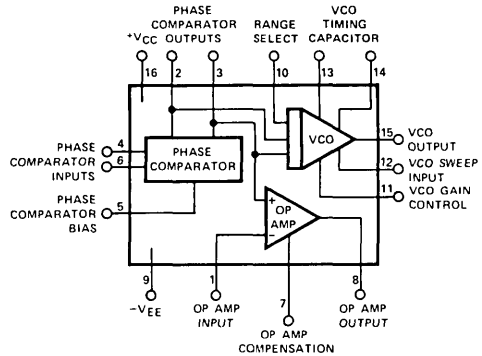 PHASE
COMPARATOR
OUTPUTS
+VCC
RANGE
SELECT
VCO
TIMING
CAPACITOR
16
2
3
10
13
14
PHASE
COMPARATOR
INPUTS
4
6
PHASE
COMPARATOR
VCO
15
VCO
OUTPUT
12
VCO SWEEP
INPUT
11
VCO GAIN
CONTROL
PHASE
COMPARATOR
BIAS
5
+
OP
AMP
−
9
−VEE
1
OP AMP
INPUT
7
OP AMP
COMPENSATION
8
OP AMP
OUTPUT